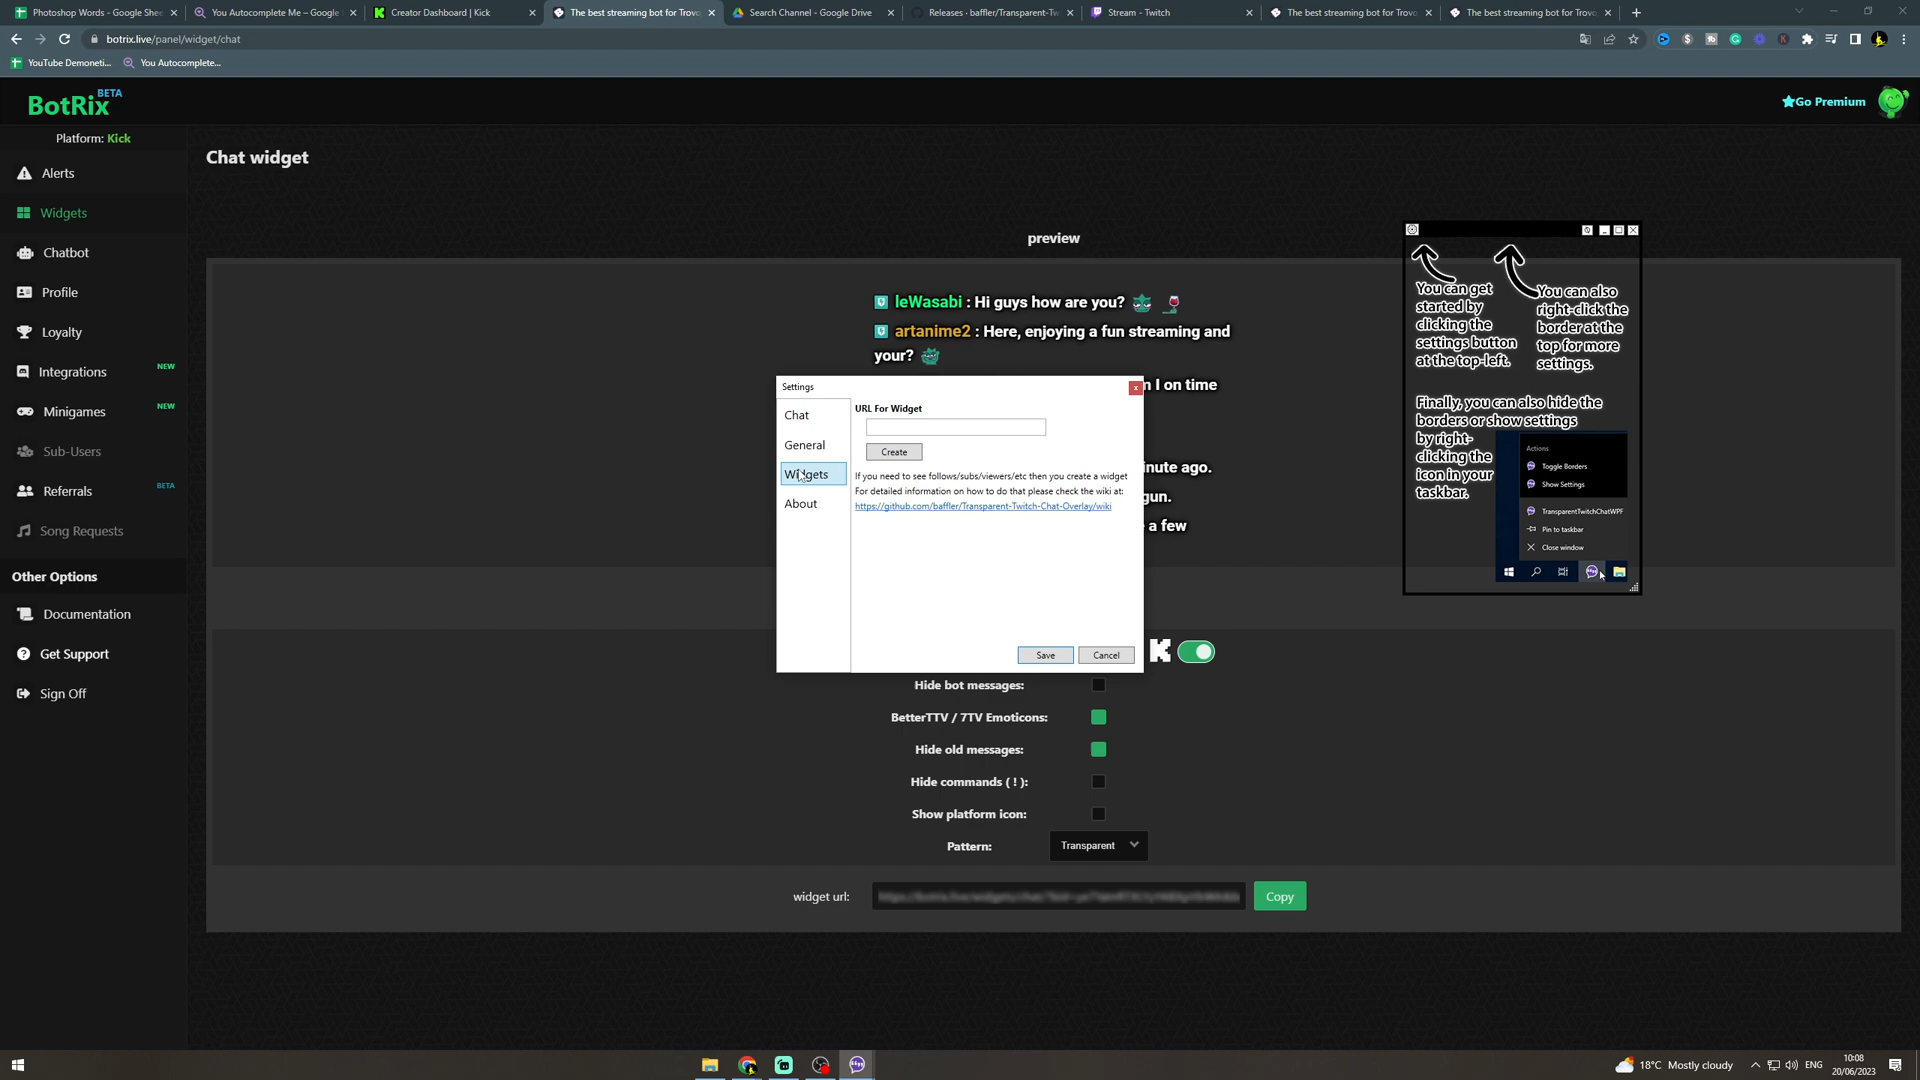 Photoshop Words - Google Shee
You Autocomplete Me – Google
Creator Dashboard | Kick
The best streaming bot for Trovo
Search Channel - Google Drive
Releases · baffler/Transparent-Tw
Stream - Twitch
The best streaming bot for Trovo
The best streaming bot for Trovo
botrix.live/panel/widget/chat
YouTube Demoneti...
You Autocomplete...
BotRix BETA
Go Premium
Platform: Kick
Alerts
Widgets
Chatbot
Profile
Loyalty
Integrations NEW
Minigames NEW
Sub-Users
Referrals BETA
Song Requests
Other Options
Documentation
Get Support
Sign Off
Chat widget
preview
leWasabi : Hi guys how are you?
artanime2 : Here, enjoying a fun streaming and
your?
I on time
nute ago.
gun.
a few
Settings
Chat
General
Widgets
About
URL For Widget
Create
If you need to see follows/subs/viewers/etc then you create a widget
For detailed information on how to do that please check the wiki at:
https://github.com/baffler/Transparent-Twitch-Chat-Overlay/wiki
Save
Cancel
You can get
started by
clicking the
settings button
at the top-left.
You can also
right-click the
border at the
top for more
settings.
Finally, you can also hide the
borders or show settings
by right-
clicking the
icon in your
taskbar.
Actions
Toggle Borders
Show Settings
TransparentTwitchChatWPF
Pin to taskbar
Close window
Hide bot messages:
BetterTTV / 7TV Emoticons:
Hide old messages:
Hide commands ( ! ):
Show platform icon:
Pattern:
Transparent
widget url:
Copy
18°C Mostly cloudy
ENG
10:08
20/06/2023